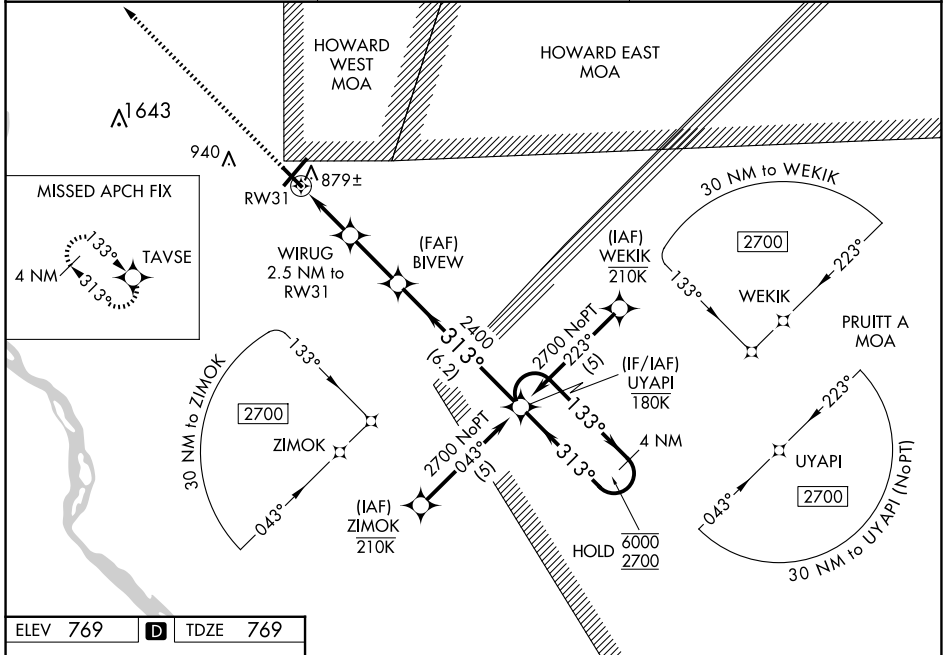 HOWARD
WEST
MOA
HOWARD EAST
MOA
1643
940
879±
RW31
MISSED APCH FIX
133°
TAVSE
4 NM
313°
WIRUG
2.5 NM to
RW31
(FAF)
BIVEW
(IAF)
WEKIK
210K
30 NM to WEKIK
2700
133°
223°
WEKIK
PRUITT A
MOA
2400
313°
(6.2)
2700 NoPT
223°
(5)
(IF/IAF)
UYAPI
180K
30 NM to ZIMOK
133°
2700
ZIMOK
043°
2700 NoPT
043°
(5)
133°
313°
4 NM
(IAF)
ZIMOK
210K
HOLD
6000
2700
223°
UYAPI
2700
043°
30 NM to UYAPI (NoPT)
ELEV 769 D TDZE 769